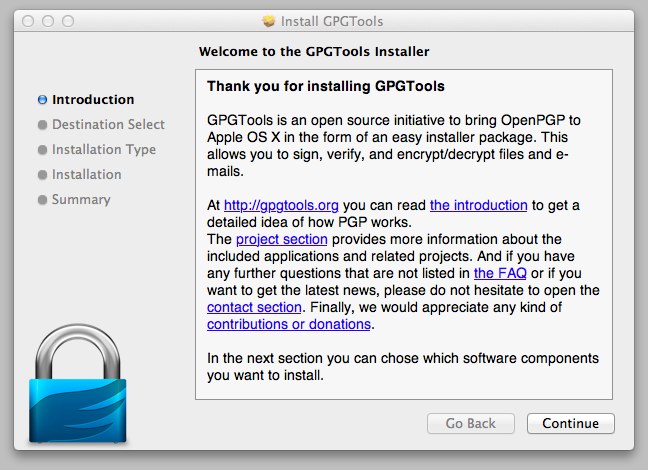 Install GPGTools
Welcome to the GPGTools Installer
Introduction
Destination Select
Installation Type
Installation
Summary
Thank you for installing GPGTools
GPGTools is an open source initiative to bring OpenPGP to
Apple OS X in the form of an easy installer package. This
allows you to sign, verify, and encrypt/decrypt files and e-
mails.
At http://gpgtools.org you can read the introduction to get a
detailed idea of how PGP works.
The project section provides more information about the
included applications and related projects. And if you have
any further questions that are not listed in the FAQ or if you
want to get the latest news, please do not hesitate to open the
contact section. Finally, we would appreciate any kind of
contributions or donations.
In the next section you can chose which software components
you want to install.
Go Back
Continue